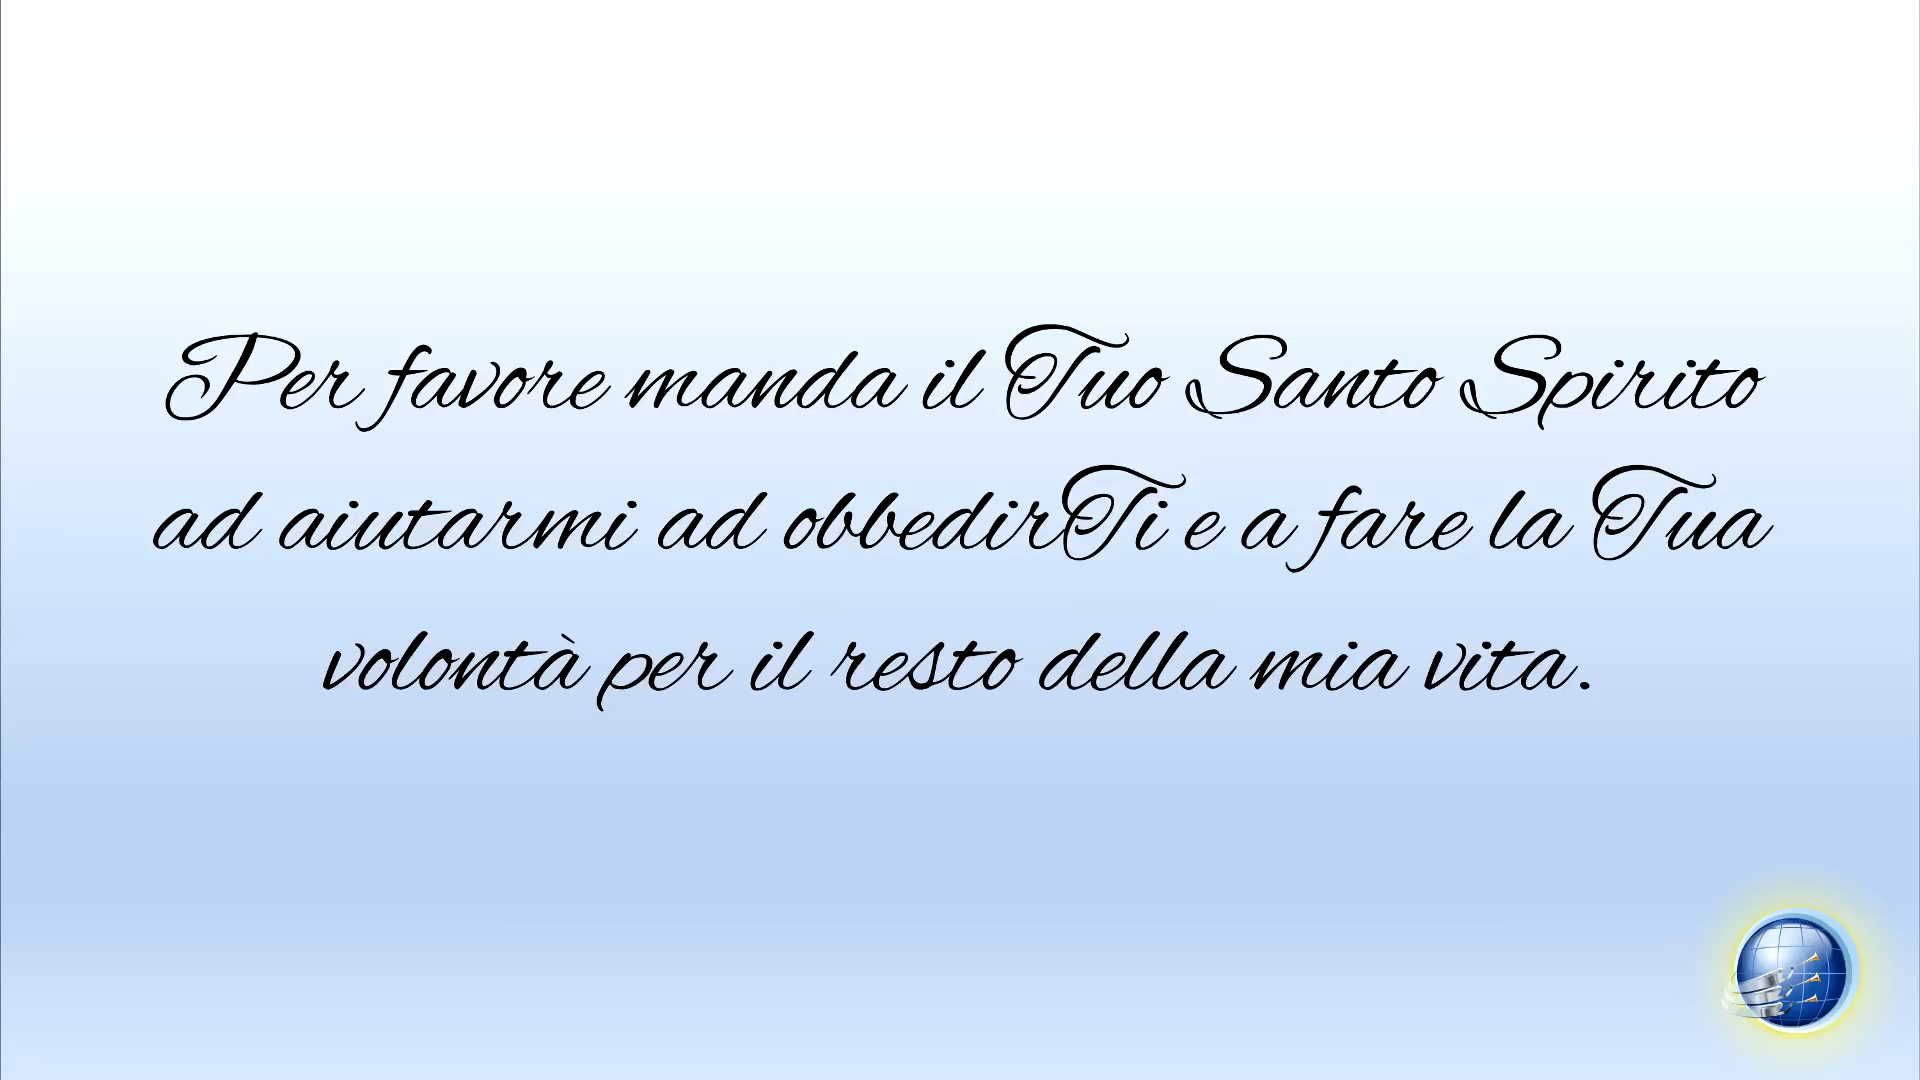 Per favore manda il Tuo Santo Spirito
ad aiutarmi ad obbedirTi e a fare la Tua
volontà per il resto della mia vita.